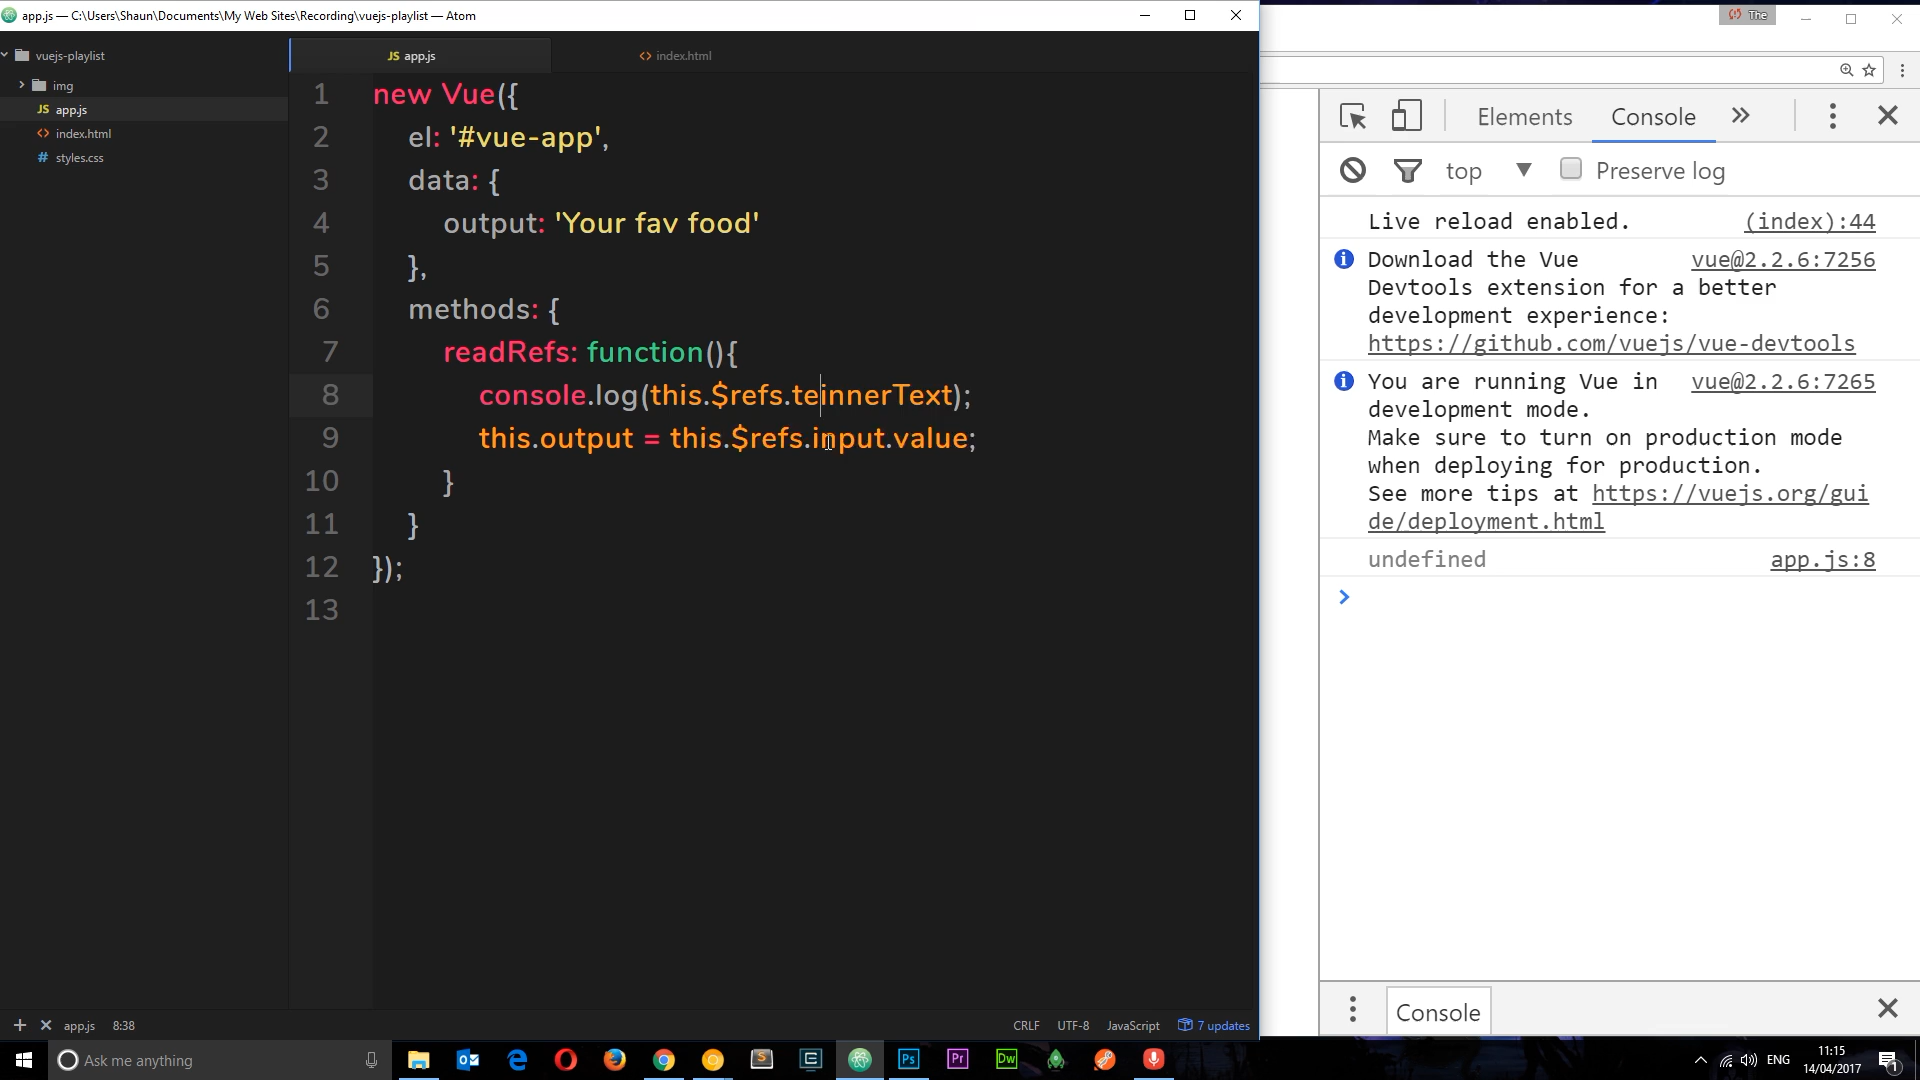 app.js — C:\Users\Shaun\Documents\My Web Sites\Recording\vuejs-playlist — Atom
The
vuejs-playlist
img
app.js
index.html
styles.css
JS app.js
<> index.html
1 new Vue({
2 el: '#vue-app',
3 data: {
4 output: 'Your fav food'
5 },
6 methods: {
7 readRefs: function(){
8 console.log(this.$refs.teinnerText);
9 this.output = this.$refs.input.value;
10 }
11 }
12 });
13
Elements Console
top Preserve log
Live reload enabled. (index):44
Download the Vue vue@2.2.6:7256
Devtools extension for a better
development experience:
https://github.com/vuejs/vue-devtools
You are running Vue in vue@2.2.6:7265
development mode.
Make sure to turn on production mode
when deploying for production.
See more tips at https://vuejs.org/gui
de/deployment.html
undefined app.js:8
Console
app.js 8:38 CRLF UTF-8 JavaScript 7 updates
Ask me anything
ENG
11:15
14/04/2017